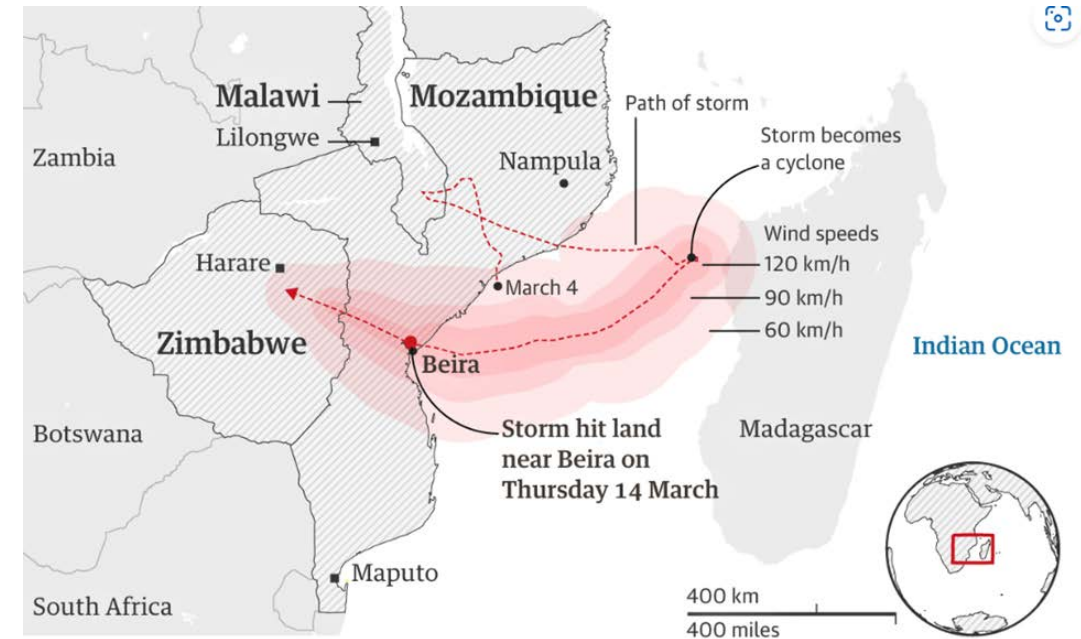 Malawi
Mozambique
Path of storm
Lilongwe
Storm becomes
a cyclone
Zambia
Nampula
Wind speeds
Harare
120 km/h
March 4
90 km/h
60 km/h
Zimbabwe
Indian Ocean
Beira
Botswana
Storm hit land
near Beira on
Thursday 14 March
Madagascar
Maputo
South Africa
400 km
400 miles